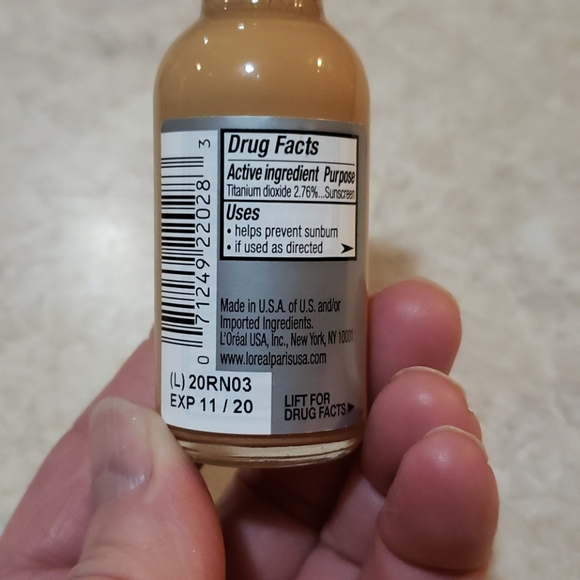 Drug Facts
Active ingredient Purpose
Titanium dioxide 2.76%...Sunscreen
Uses
• helps prevent sunburn
• if used as directed
Made in U.S.A. of U.S. and/or
Imported Ingredients.
L'Oréal USA, Inc., New York, NY 10001
www.lorealparisusa.com
LIFT FOR
DRUG FACTS
0 71249 22028 3
(L) 20RN03
EXP 11 / 20